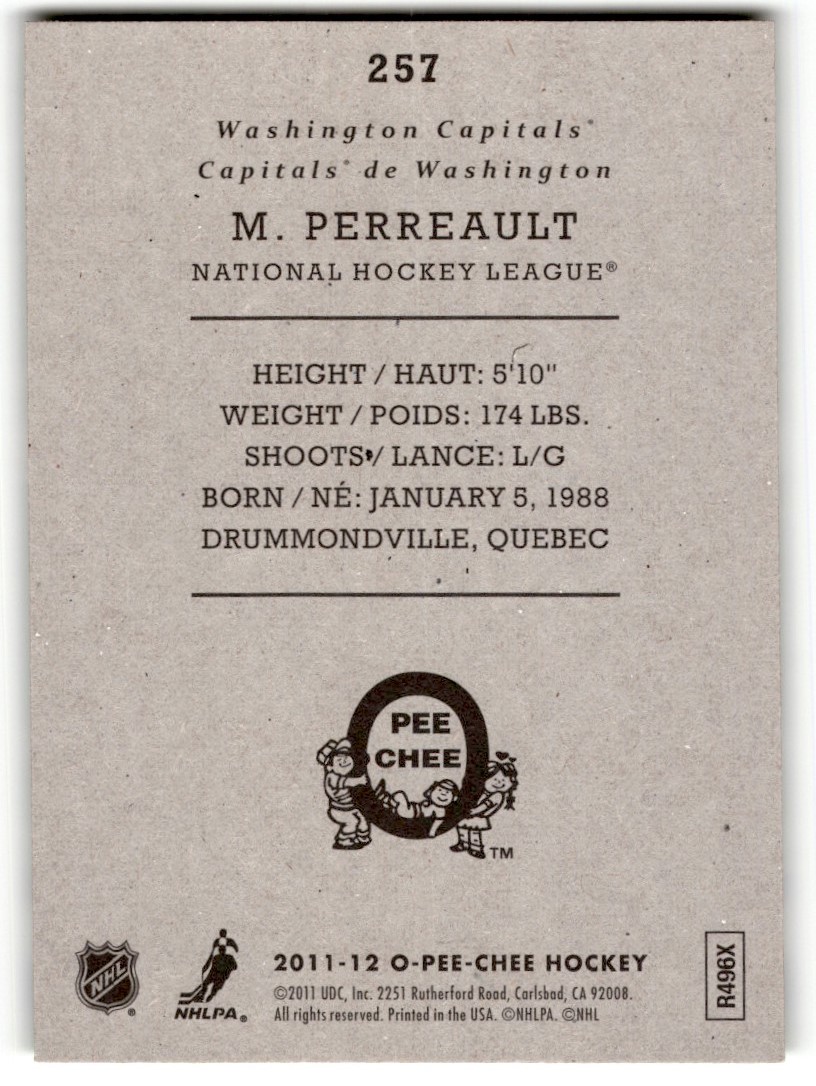 257
Washington Capitals®
Capitals® de Washington
M. PERREAULT
NATIONAL HOCKEY LEAGUE®
HEIGHT / HAUT: 5'10"
WEIGHT / POIDS: 174 LBS.
SHOOTS / LANCE: L/G
BORN / NÉ: JANUARY 5, 1988
DRUMMONDVILLE, QUEBEC
O
PEE
CHEE
TM
NHL
®
NHLPA®
2011-12 O-PEE-CHEE HOCKEY
©2011 UDC, Inc. 2251 Rutherford Road, Carlsbad, CA 92008.
All rights reserved. Printed in the USA. ©NHLPA. ©NHL
R496X